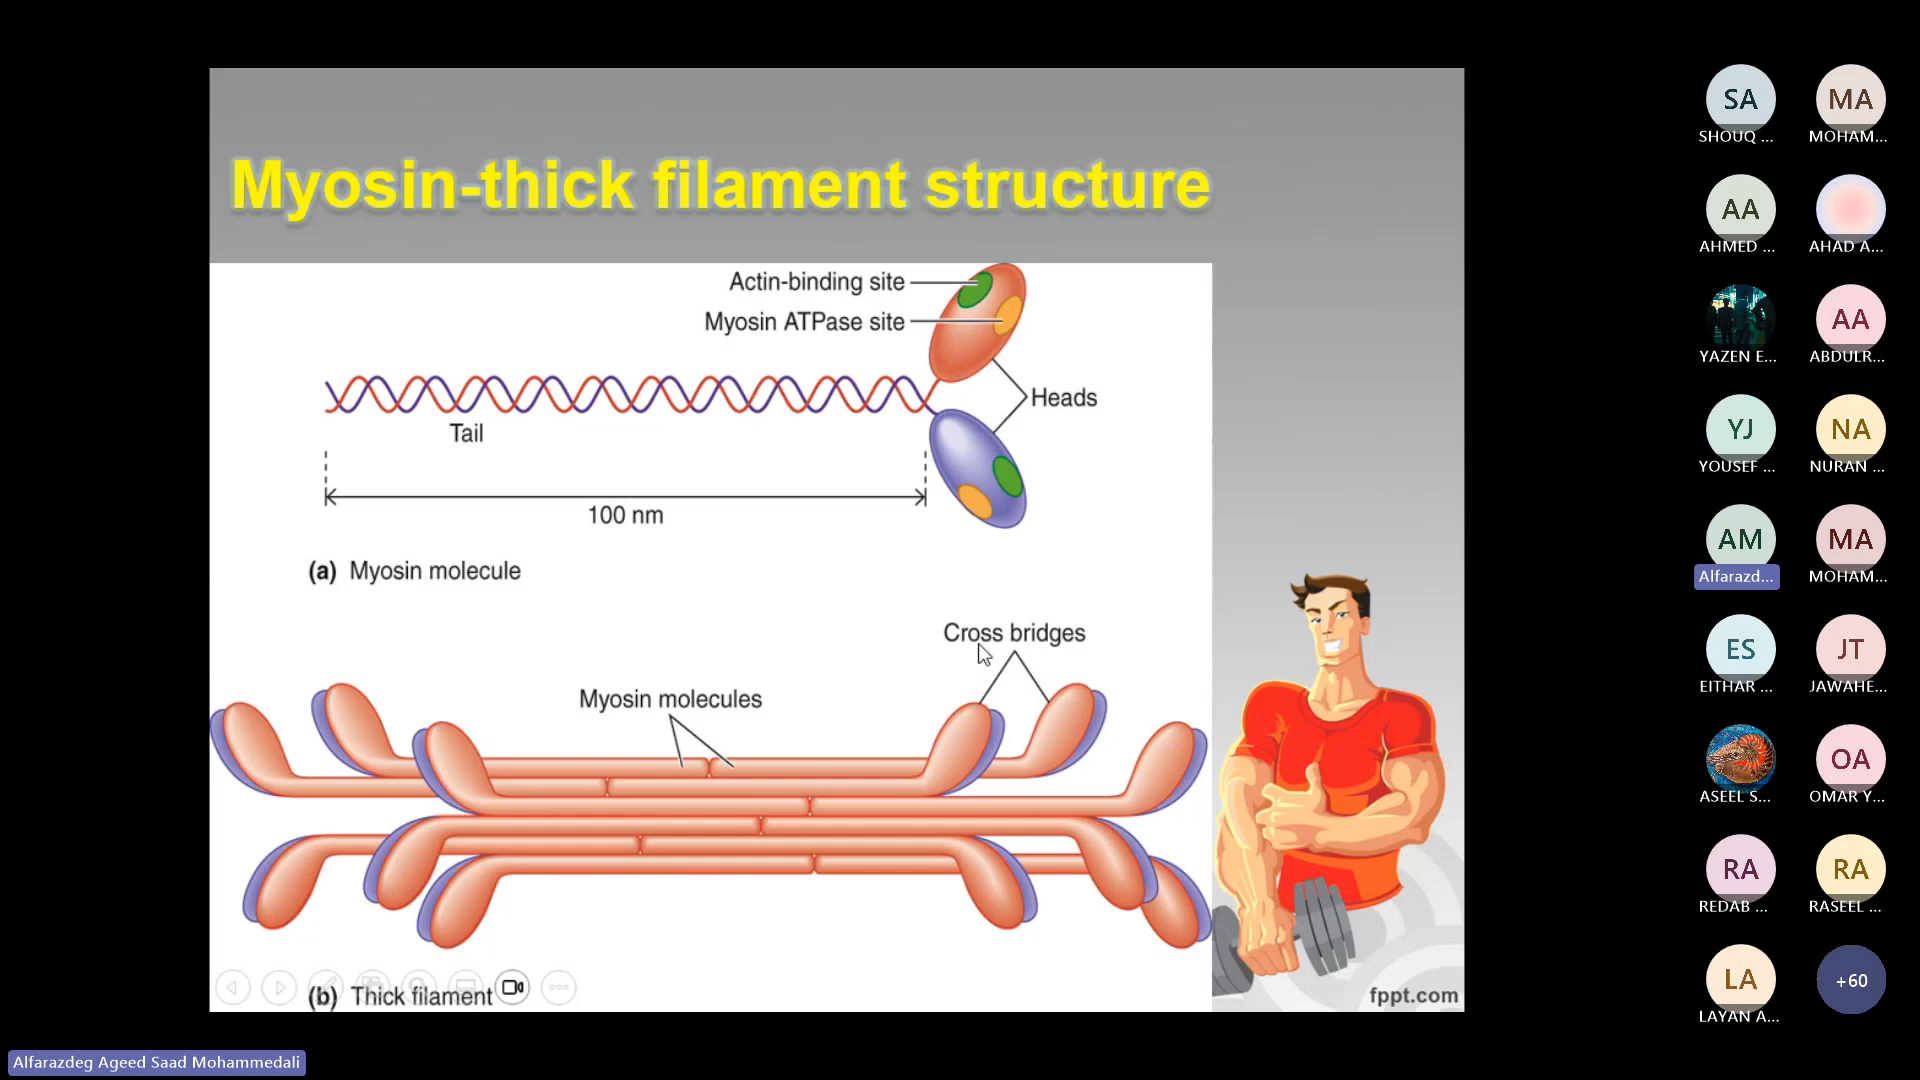 Myosin-thick filament structure
Actin-binding site
Myosin ATPase site
Heads
Tail
100 nm
(a) Myosin molecule
Cross bridges
Myosin molecules
(b) Thick filament
fppt.com
SA
SHOUQ ...
MA
MOHAM...
AA
AHMED ...
AHAD A...
YAZEN E...
AA
ABDULR...
YJ
YOUSEF ...
NA
NURAN ...
AM
Alfarazd...
MA
MOHAM...
ES
EITHAR ...
JT
JAWAHE...
ASEEL S...
OA
OMAR Y...
RA
REDAB ...
RA
RASEEL ...
LA
LAYAN A...
+60
Alfarazdeg Ageed Saad Mohammedali